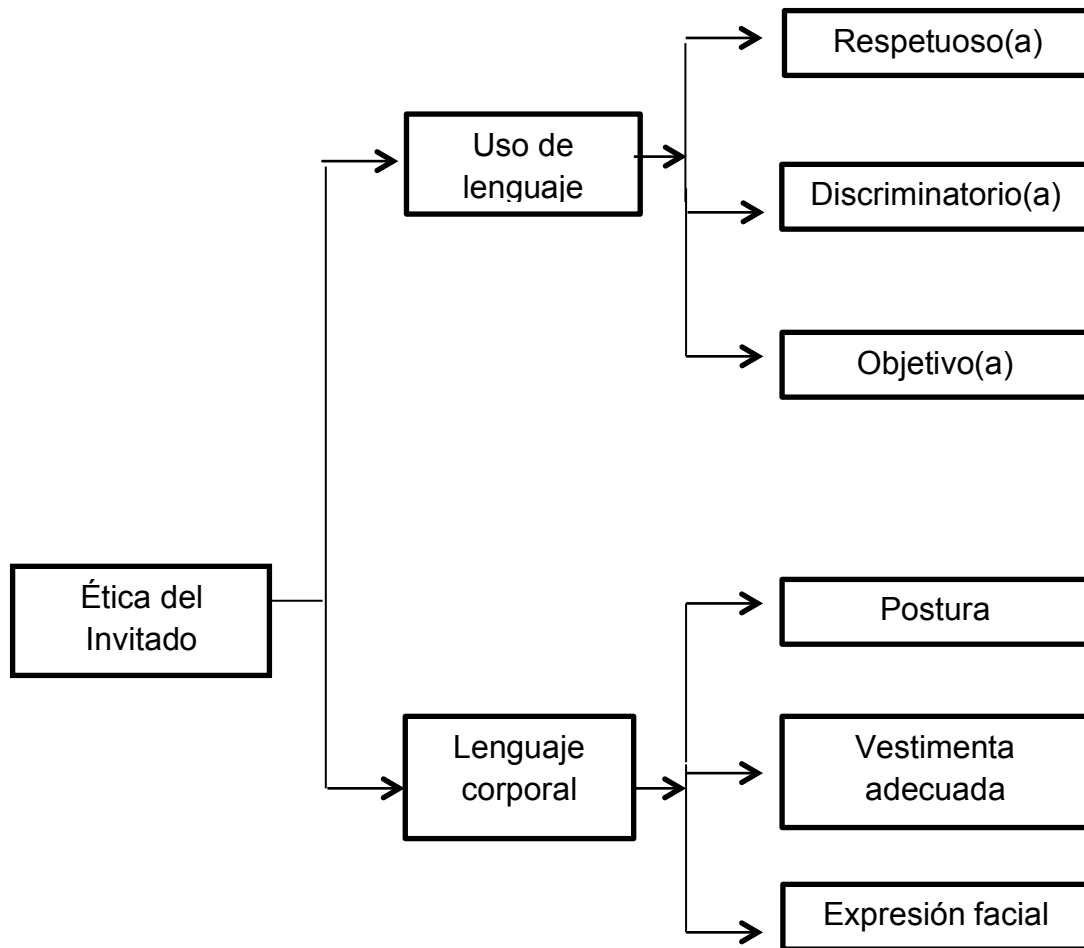 Respetuoso(a)
Uso de
lenguaje
Discriminatorio(a)
Objetivo(a)
Ética del
Invitado
Postura
Lenguaje
corporal
Vestimenta
adecuada
Expresión facial